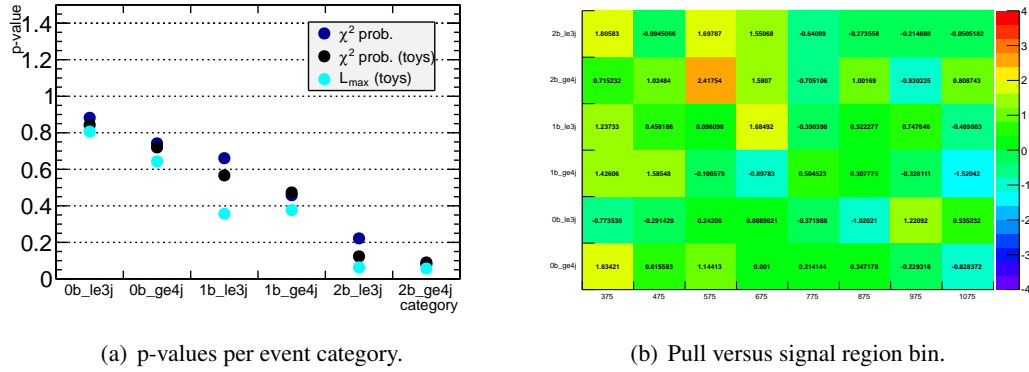 p-value
1.4
1.2
1
0.8
0.6
0.4
0.2
0
χ² prob.
χ² prob. (toys)
L_max (toys)
0b_le3j 0b_ge4j 1b_le3j 1b_ge4j 2b_le3j 2b_ge4j
category
(a) p-values per event category.
2b_le3j 1.80583 -0.0945066 1.69787 1.55068 -0.64089 -0.273558 -0.214688 -0.0505182
2b_ge4j 0.715232 1.02484 2.41754 1.5807 -0.705106 1.00169 -0.930235 0.808743
1b_le3j 1.23733 0.458186 0.096098 1.68492 -0.390398 0.322277 0.747646 -0.489803
1b_ge4j 1.42606 1.58548 -0.108579 -0.89783 0.504523 0.307775 -0.328111 -1.52042
0b_le3j -0.773538 -0.291429 0.24206 0.0889621 -0.371988 -1.02021 1.22092 0.535232
0b_ge4j 1.63421 0.615583 1.14413 0.001 0.214144 0.347178 -0.229316 -0.828372
375 475 575 675 775 875 975 1075
4
3
2
1
0
-1
-2
-3
-4
(b) Pull versus signal region bin.